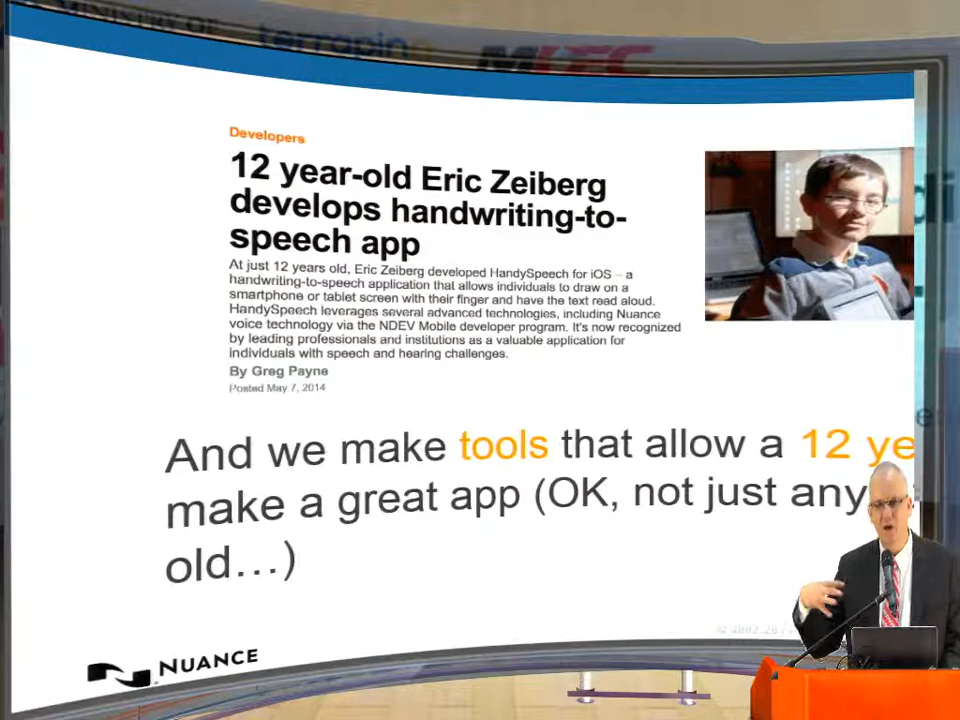 MINISTRY OF
terrapinn
MLEC
Developers
12 year-old Eric Zeiberg
develops handwriting-to-
speech app
At just 12 years old, Eric Zeiberg developed HandySpeech for iOS – a
handwriting-to-speech application that allows individuals to draw on a
smartphone or tablet screen with their finger and have the text read aloud.
HandySpeech leverages several advanced technologies, including Nuance
voice technology via the NDEV Mobile developer program. It's now recognized
by leading professionals and institutions as a valuable application for
individuals with speech and hearing challenges.
By Greg Payne
Posted May 7, 2014
And we make tools that allow a 12 ye
make a great app (OK, not just any
old…)
NUANCE